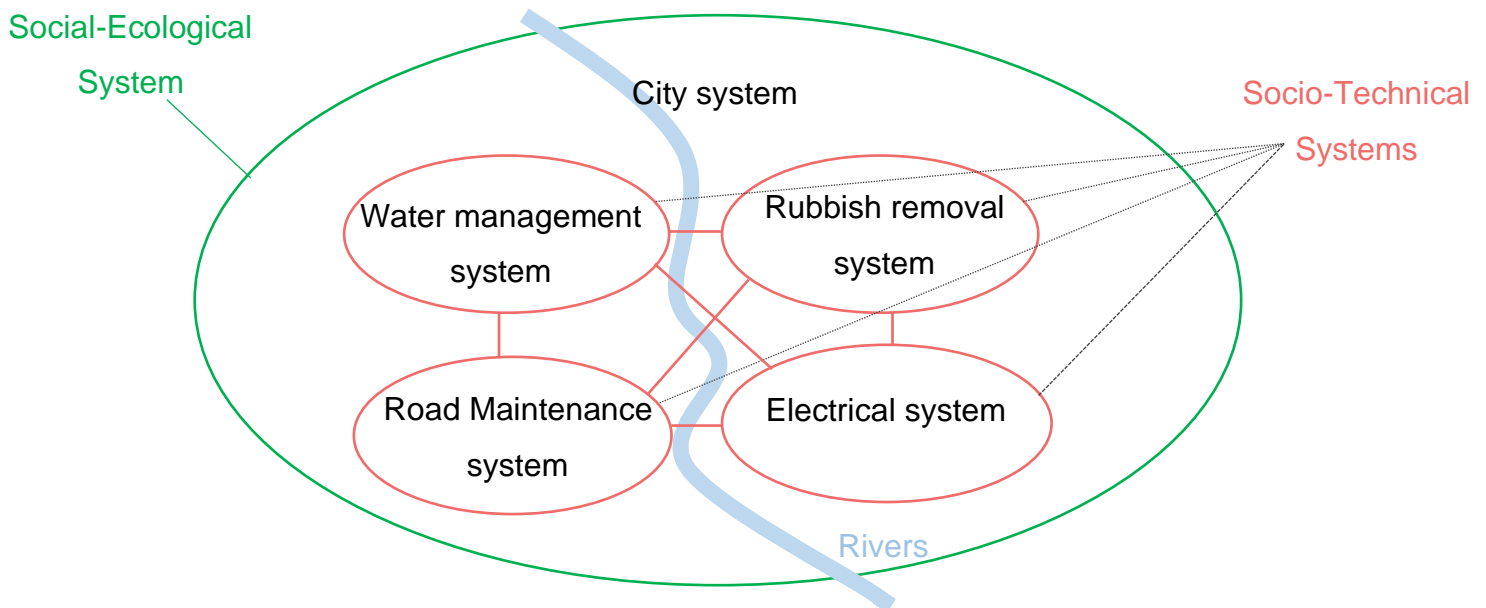 Social-Ecological
System
City system
Socio-Technical
Systems
Water management
system
Rubbish removal
system
Road Maintenance
system
Electrical system
Rivers